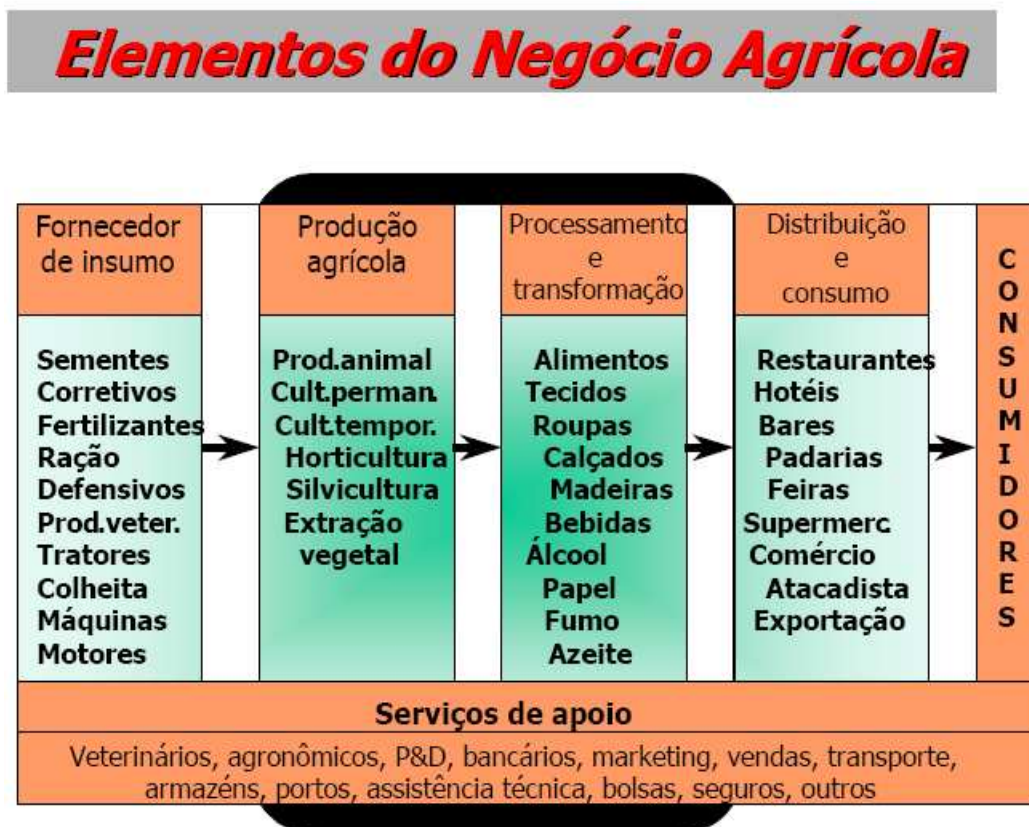 Elementos do Negócio Agrícola
Fornecedor
de insumo
Sementes
Corretivos
Fertilizantes
Ração
Defensivos
Prod.veter.
Tratores
Colheita
Máquinas
Motores
Produção
agrícola
Prod.animal
Cult.perman.
Cult.tempor.
Horticultura
Silvicultura
Extração
vegetal
Processamento
e
transformação
Alimentos
Tecidos
Roupas
Calçados
Madeiras
Bebidas
Álcool
Papel
Fumo
Azeite
Distribuição
e
consumo
Restaurantes
Hotéis
Bares
Padarias
Feiras
Supermerc.
Comércio
Atacadista
Exportação
CONSUMIDORES
Serviços de apoio
Veterinários, agronômicos, P&D, bancários, marketing, vendas, transporte,
armazéns, portos, assistência técnica, bolsas, seguros, outros